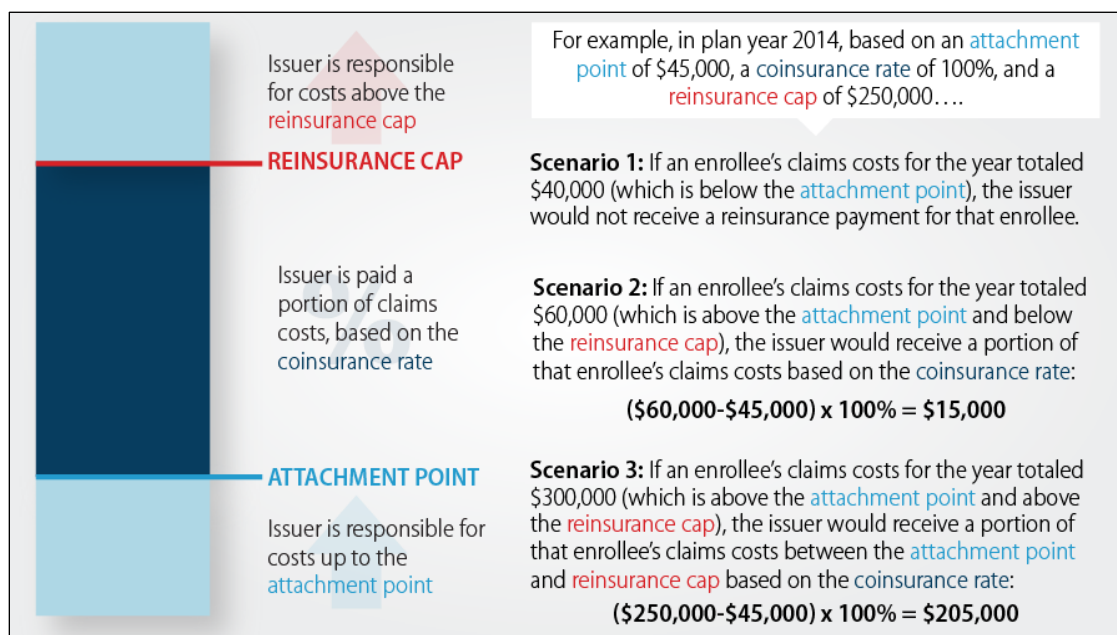 Issuer is responsible
for costs above the
reinsurance cap
REINSURANCE CAP
Issuer is paid a
portion of claims
costs, based on the
coinsurance rate
%
ATTACHMENT POINT
Issuer is responsible for
costs up to the
attachment point
For example, in plan year 2014, based on an attachment
point of $45,000, a coinsurance rate of 100%, and a
reinsurance cap of $250,000….
Scenario 1: If an enrollee’s claims costs for the year totaled
$40,000 (which is below the attachment point), the issuer
would not receive a reinsurance payment for that enrollee.
Scenario 2: If an enrollee’s claims costs for the year totaled
$60,000 (which is above the attachment point and below
the reinsurance cap), the issuer would receive a portion of
that enrollee’s claims costs based on the coinsurance rate:
($60,000-$45,000) x 100% = $15,000
Scenario 3: If an enrollee’s claims costs for the year totaled
$300,000 (which is above the attachment point and above
the reinsurance cap), the issuer would receive a portion of
that enrollee’s claims costs between the attachment point
and reinsurance cap based on the coinsurance rate:
($250,000-$45,000) x 100% = $205,000